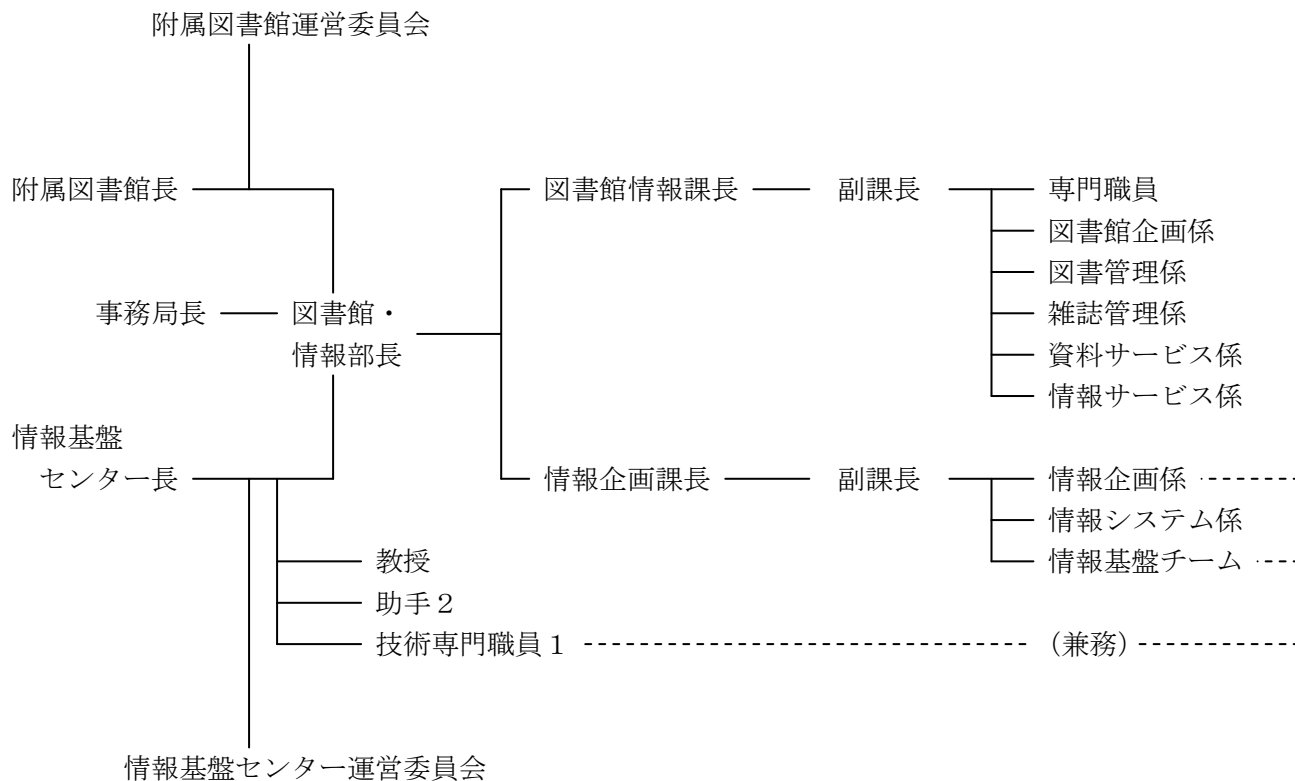 附属図書館運営委員会
附属図書館長
図書館情報課長
副課長
専門職員
図書館企画係
図書管理係
事務局長
図書館・
情報部長
雑誌管理係
資料サービス係
情報サービス係
情報基盤
センター長
情報企画課長
副課長
情報企画係
情報システム係
教授
情報基盤チーム
助手２
技術専門職員１
（兼務）
情報基盤センター運営委員会